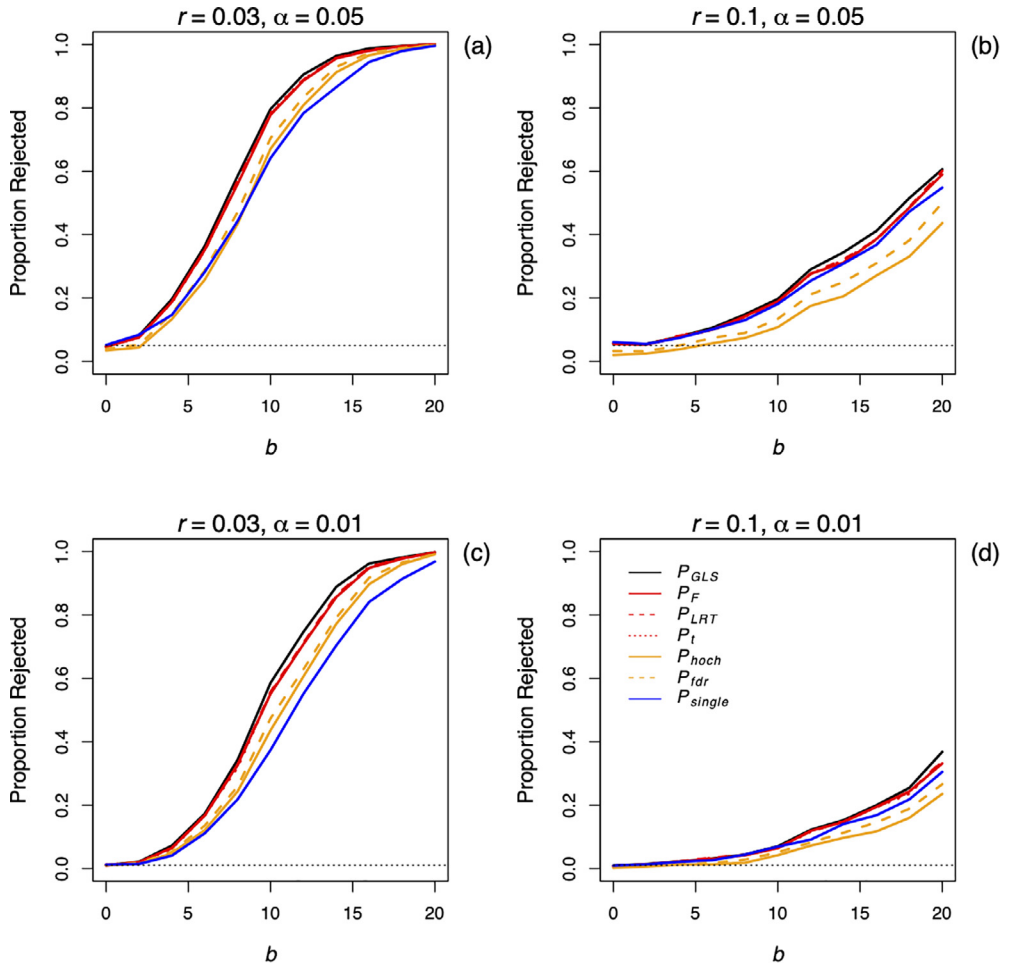 r = 0.03, α = 0.05
(a)
Proportion Rejected
0.0 0.2 0.4 0.6 0.8 1.0
0 5 10 15 20
b
r = 0.1, α = 0.05
(b)
Proportion Rejected
0.0 0.2 0.4 0.6 0.8 1.0
0 5 10 15 20
b
r = 0.03, α = 0.01
(c)
Proportion Rejected
0.0 0.2 0.4 0.6 0.8 1.0
0 5 10 15 20
b
r = 0.1, α = 0.01
(d)
Proportion Rejected
0.0 0.2 0.4 0.6 0.8 1.0
P_GLS
P_F
P_LRT
P_t
P_hoch
P_fdr
P_single
0 5 10 15 20
b